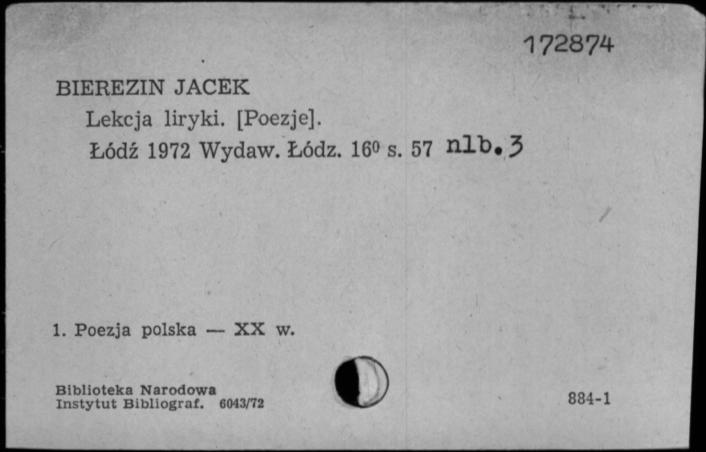 172874
BIEREZIN JACEK
Lekcja liryki. [Poezje].
Łódź 1972 Wydaw. Łódz. 16⁰ s. 57 nlb. 3
1. Poezja polska — XX w.
Biblioteka Narodowa
Instytut Bibliograf. 6043/72
884-1